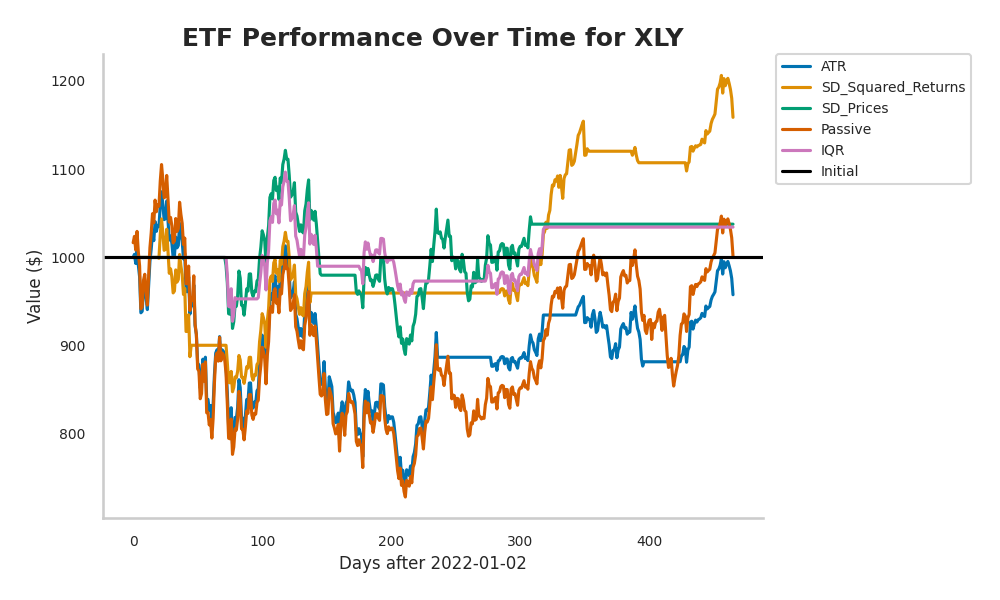 ETF Performance Over Time for XLY
1200
1100
1000
900
800
Value ($)
0
100
200
300
400
Days after 2022-01-02
ATR
SD_Squared_Returns
SD_Prices
Passive
IQR
Initial